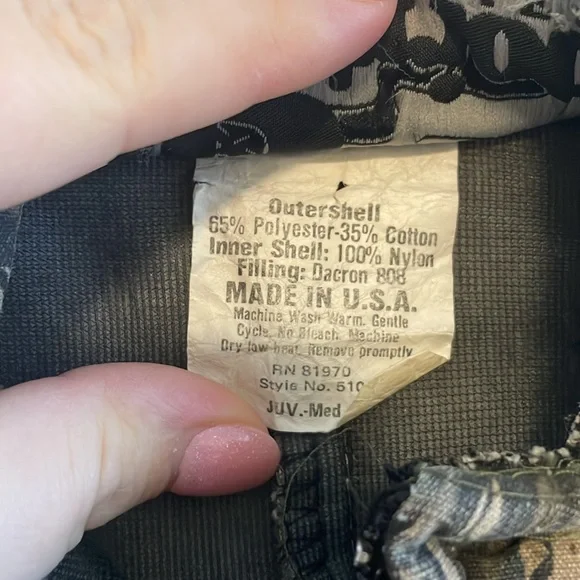 Outershell
65% Polyester-35% Cotton
Inner Shell: 100% Nylon
Filling: Dacron 808
MADE IN U.S.A.
Machine Wash Warm. Gentle
Cycle. No Bleach. Machine
Dry low heat. Remove promptly
RN 81970
Style No. 510
JUV.-Med